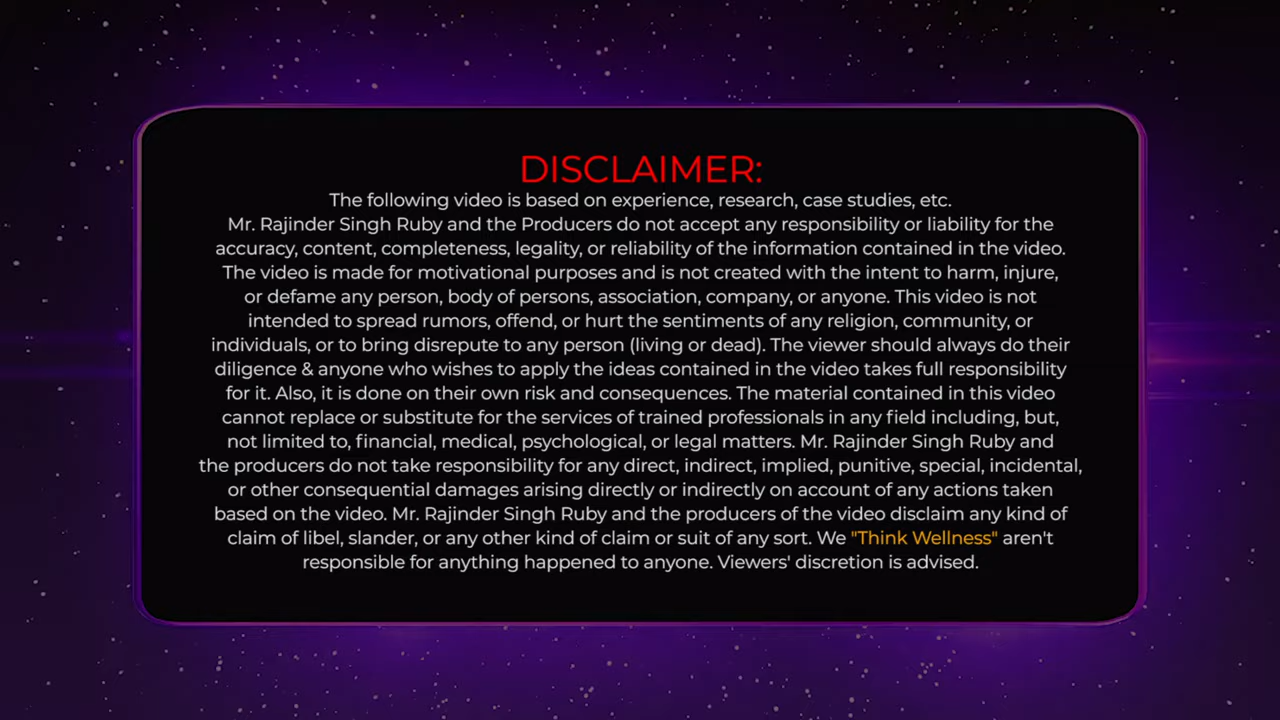 DISCLAIMER:
The following video is based on experience, research, case studies, etc.
Mr. Rajinder Singh Ruby and the Producers do not accept any responsibility or liability for the
accuracy, content, completeness, legality, or reliability of the information contained in the video.
The video is made for motivational purposes and is not created with the intent to harm, injure,
or defame any person, body of persons, association, company, or anyone. This video is not
intended to spread rumors, offend, or hurt the sentiments of any religion, community, or
individuals, or to bring disrepute to any person (living or dead). The viewer should always do their
diligence & anyone who wishes to apply the ideas contained in the video takes full responsibility
for it. Also, it is done on their own risk and consequences. The material contained in this video
cannot replace or substitute for the services of trained professionals in any field including, but,
not limited to, financial, medical, psychological, or legal matters. Mr. Rajinder Singh Ruby and
the producers do not take responsibility for any direct, indirect, implied, punitive, special, incidental,
or other consequential damages arising directly or indirectly on account of any actions taken
based on the video. Mr. Rajinder Singh Ruby and the producers of the video disclaim any kind of
claim of libel, slander, or any other kind of claim or suit of any sort. We "Think Wellness" aren't
responsible for anything happened to anyone. Viewers' discretion is advised.